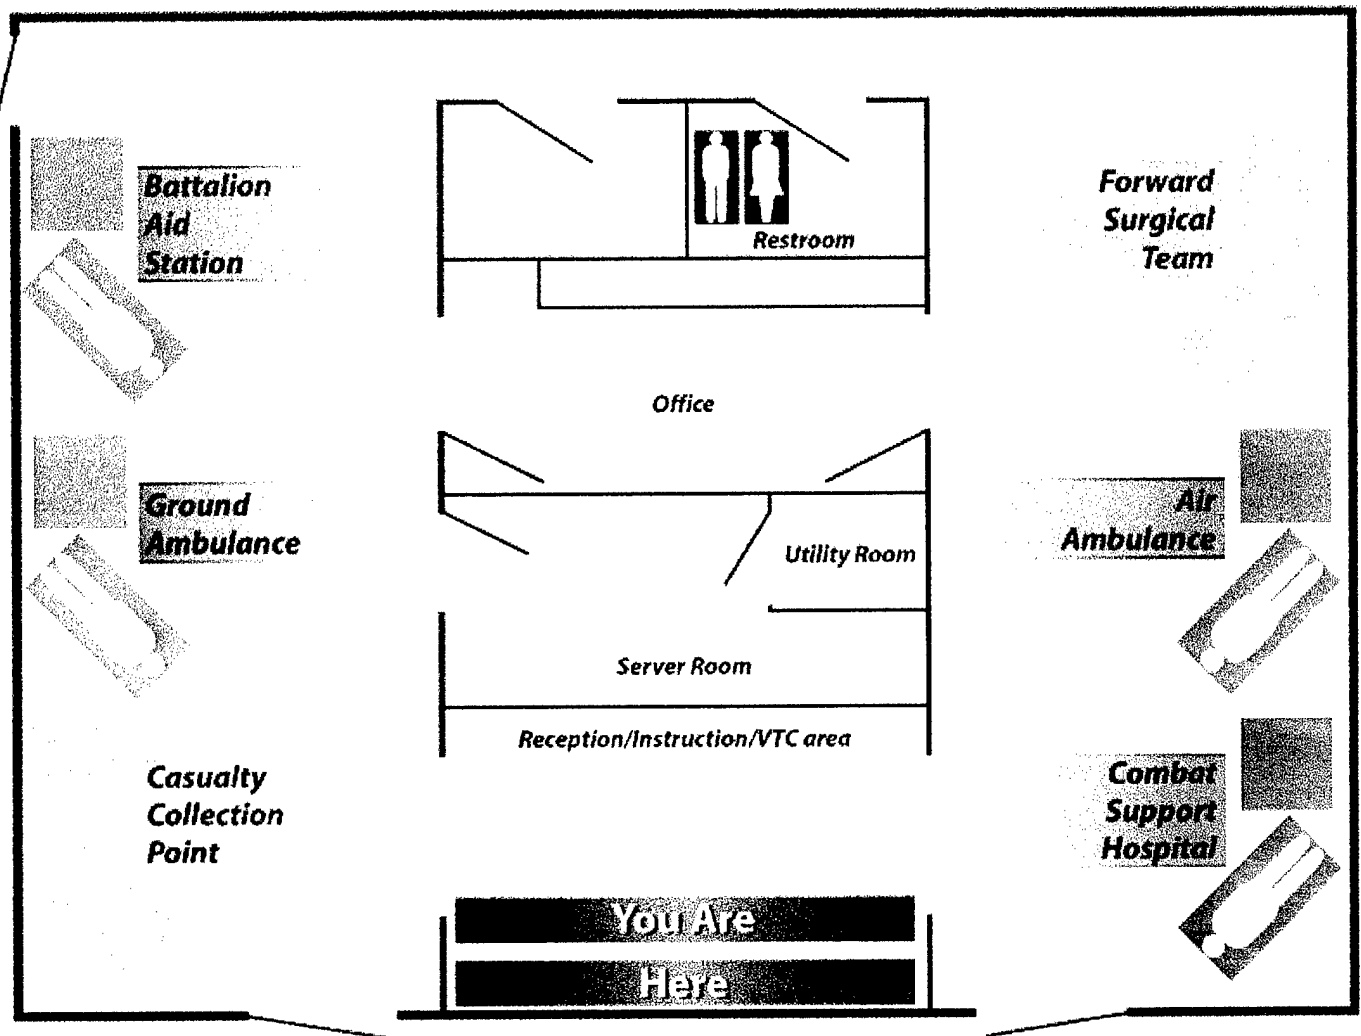 Battalion
Aid
Station
Restroom
Forward
Surgical
Team
Office
Ground
Ambulance
Utility Room
Air
Ambulance
Server Room
Reception/Instruction/VTC area
Casualty
Collection
Point
Combat
Support
Hospital
You Are
Here